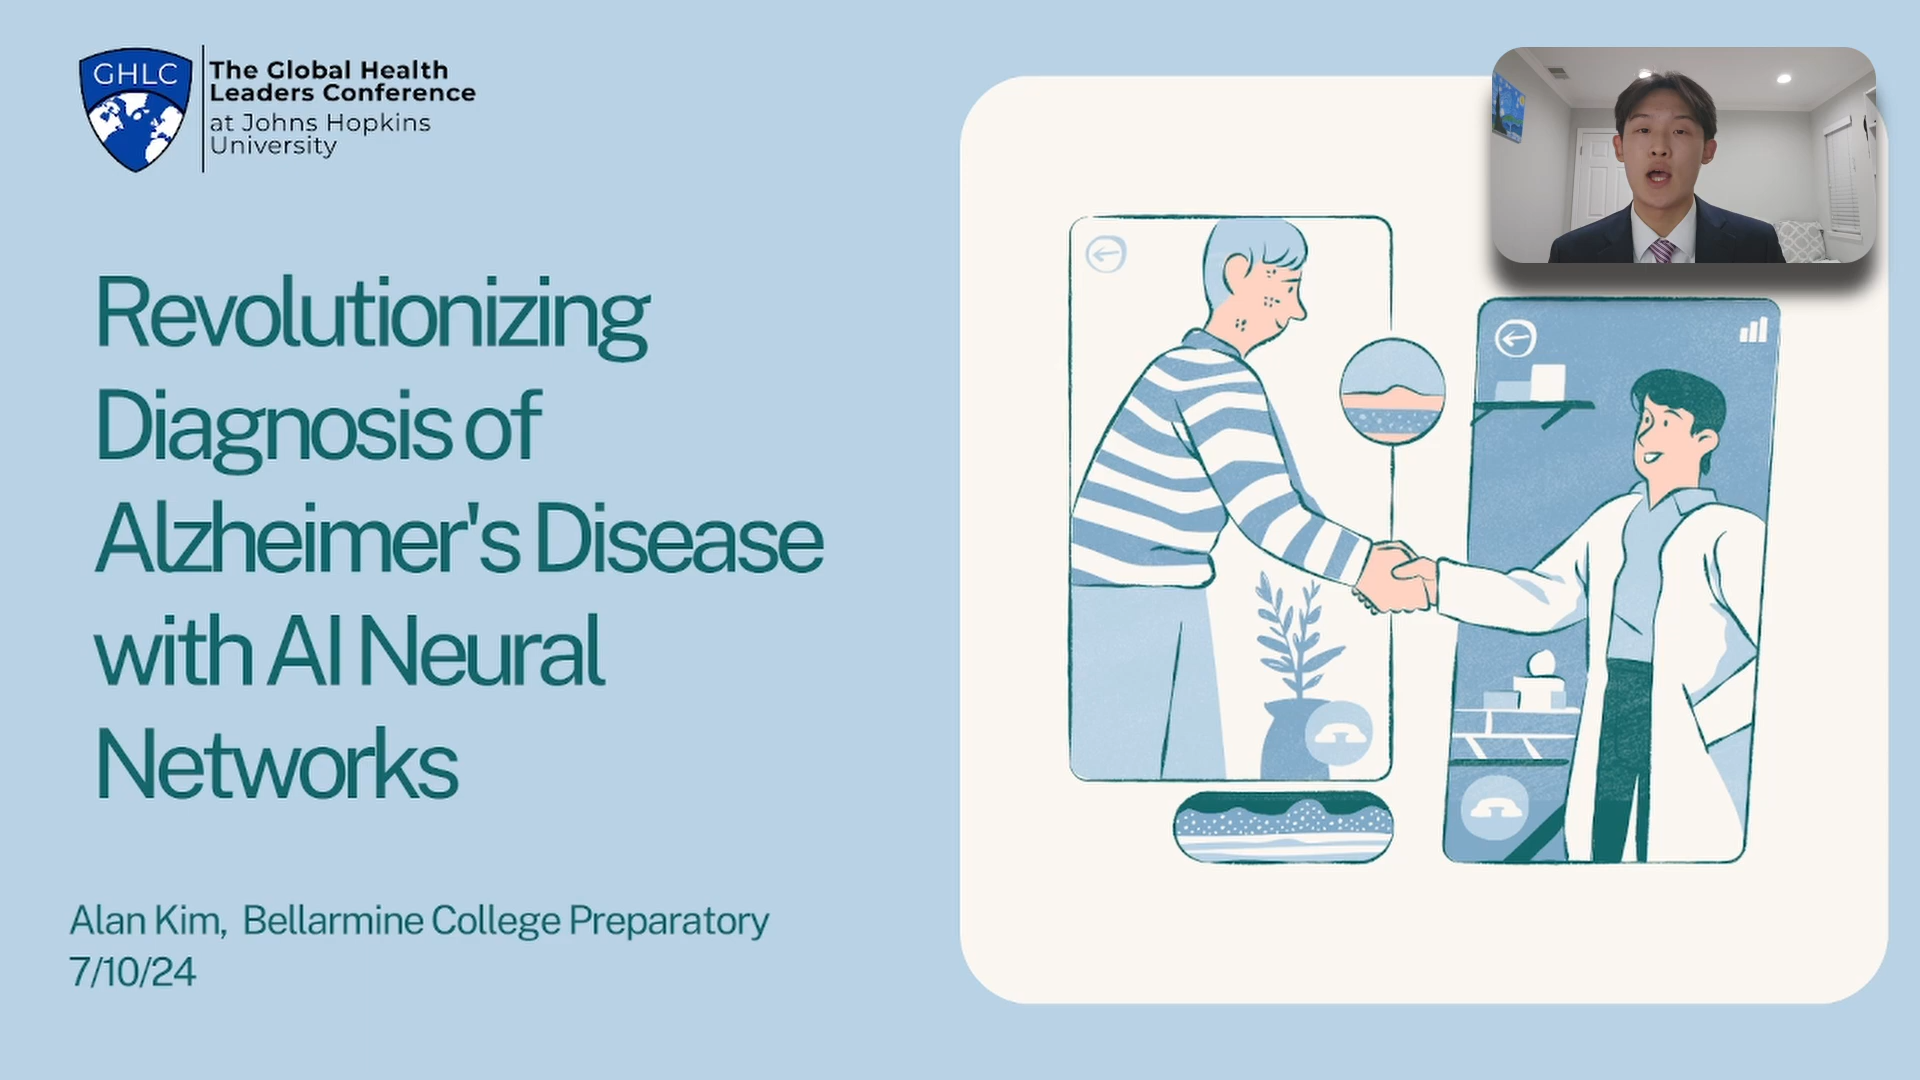 GHLC
The Global Health
Leaders Conference
at Johns Hopkins
University
Revolutionizing
Diagnosis of
Alzheimer's Disease
with AI Neural
Networks
Alan Kim, Bellarmine College Preparatory
7/10/24